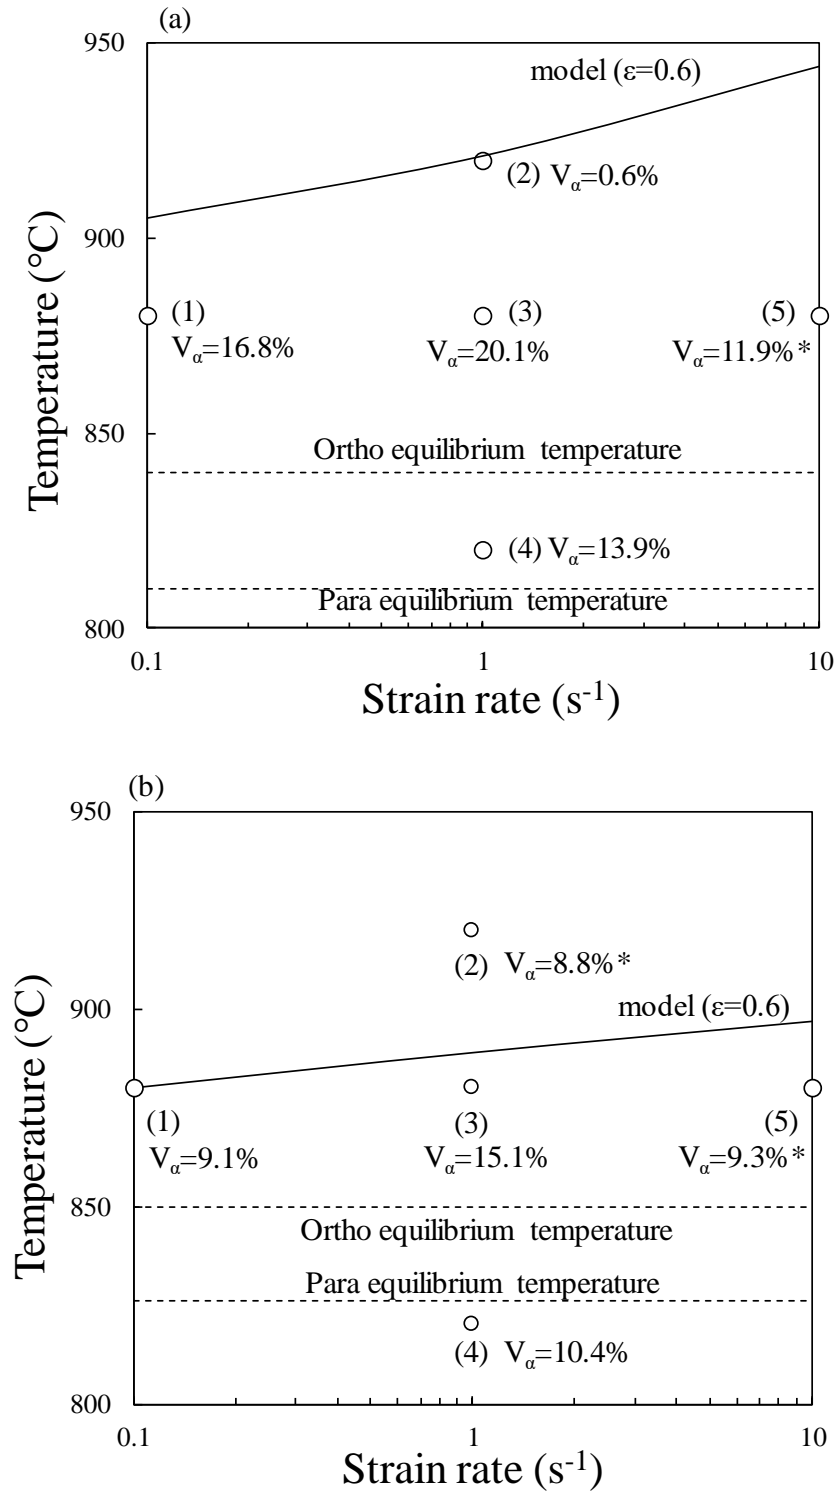 (a)
950
model (ε=0.6)
(2) Vα=0.6%
900
(1)
(3)
(5)
Vα=16.8%
Vα=20.1%
Vα=11.9%*
850
Ortho equilibrium temperature
(4) Vα=13.9%
Para equilibrium temperature
800
0.1
1
10
Temperature (°C)
Strain rate (s-1)
(b)
950
(2) Vα=8.8%*
900
model (ε=0.6)
(1)
(3)
(5)
Vα=9.1%
Vα=15.1%
Vα=9.3%*
850
Ortho equilibrium temperature
Para equilibrium temperature
(4) Vα=10.4%
800
0.1
1
10
Temperature (°C)
Strain rate (s-1)